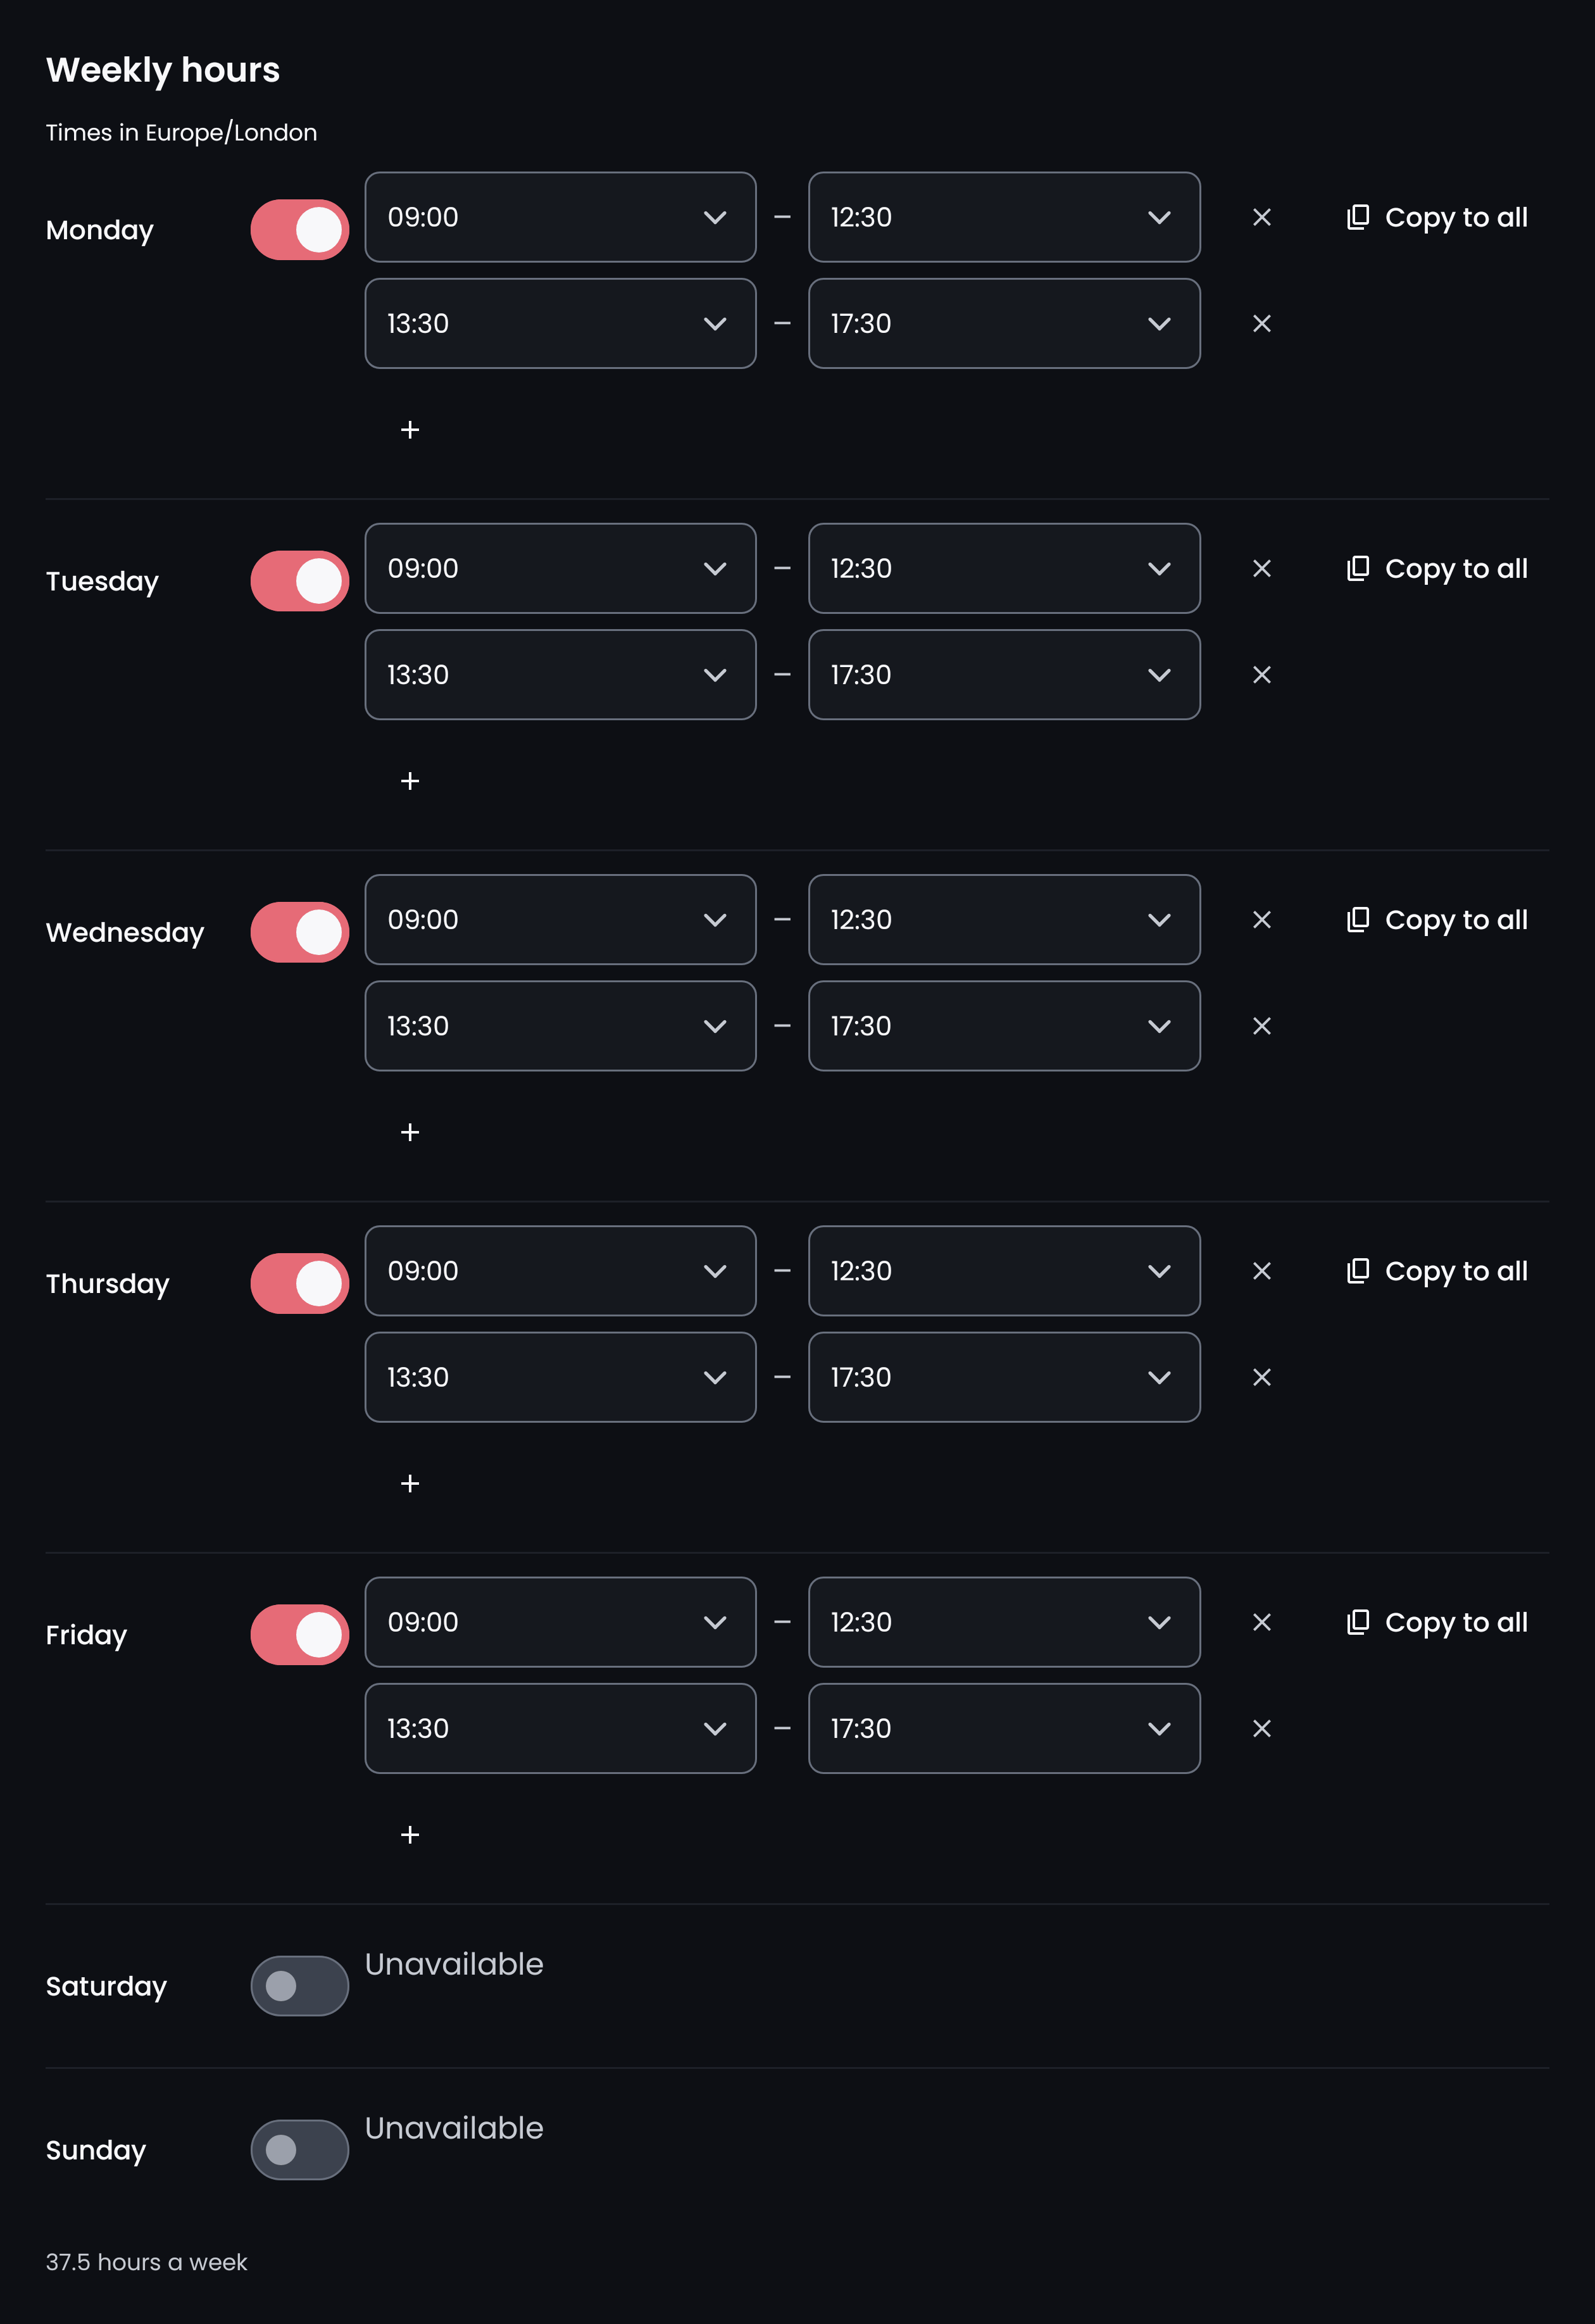 Weekly hours
Times in Europe/London
Monday 09:00 – 12:30 Copy to all
13:30 – 17:30
+
Tuesday 09:00 – 12:30 Copy to all
13:30 – 17:30
+
Wednesday 09:00 – 12:30 Copy to all
13:30 – 17:30
+
Thursday 09:00 – 12:30 Copy to all
13:30 – 17:30
+
Friday 09:00 – 12:30 Copy to all
13:30 – 17:30
+
Saturday Unavailable
Sunday Unavailable
37.5 hours a week